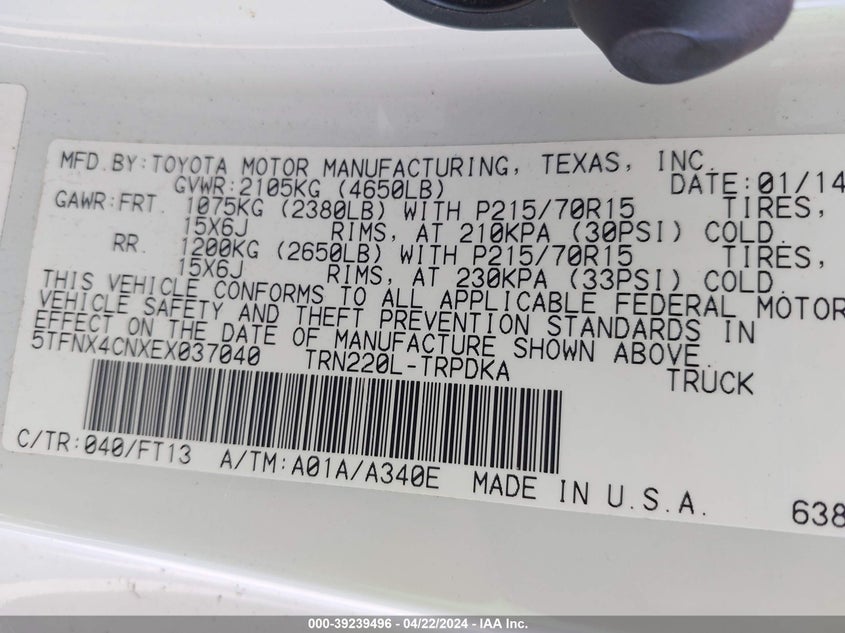 MFD.BY:TOYOTA MOTOR MANUFACTURING, TEXAS, INC.
GVWR:2105KG (4650LB) DATE:01/14
GAWR:FRT. 1075KG (2380LB) WITH P215/70R15 TIRES,
15X6J RIMS, AT 210KPA (30PSI) COLD.
RR. 1200KG (2650LB) WITH P215/70R15 TIRES,
15X6J RIMS, AT 230KPA (33PSI) COLD.
THIS VEHICLE CONFORMS TO ALL APPLICABLE FEDERAL MOTOR
VEHICLE SAFETY AND THEFT PREVENTION STANDARDS IN
EFFECT ON THE DATE OF MANUFACTURE SHOWN ABOVE.
5TFNX4CNXEX037040 TRN220L-TRPDKA TRUCK
C/TR:040/FT13 A/TM:A01A/A340E MADE IN U.S.A.
638
000-39239496 - 04/22/2024 - IAA Inc.